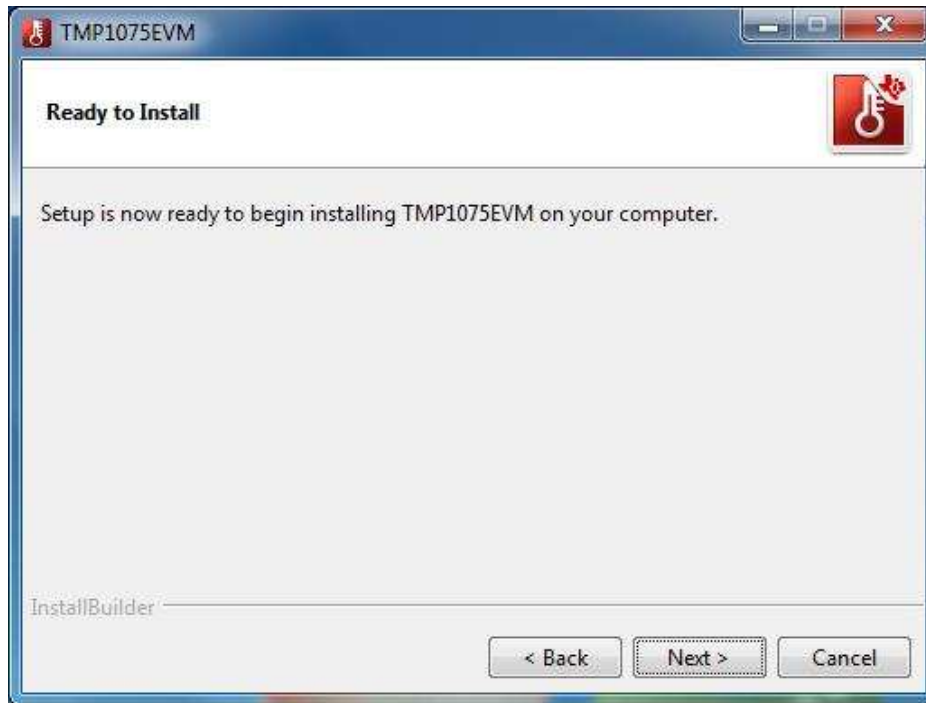 TMP1075EVM
Ready to Install
Setup is now ready to begin installing TMP1075EVM on your computer.
InstallBuilder
< Back
Next >
Cancel